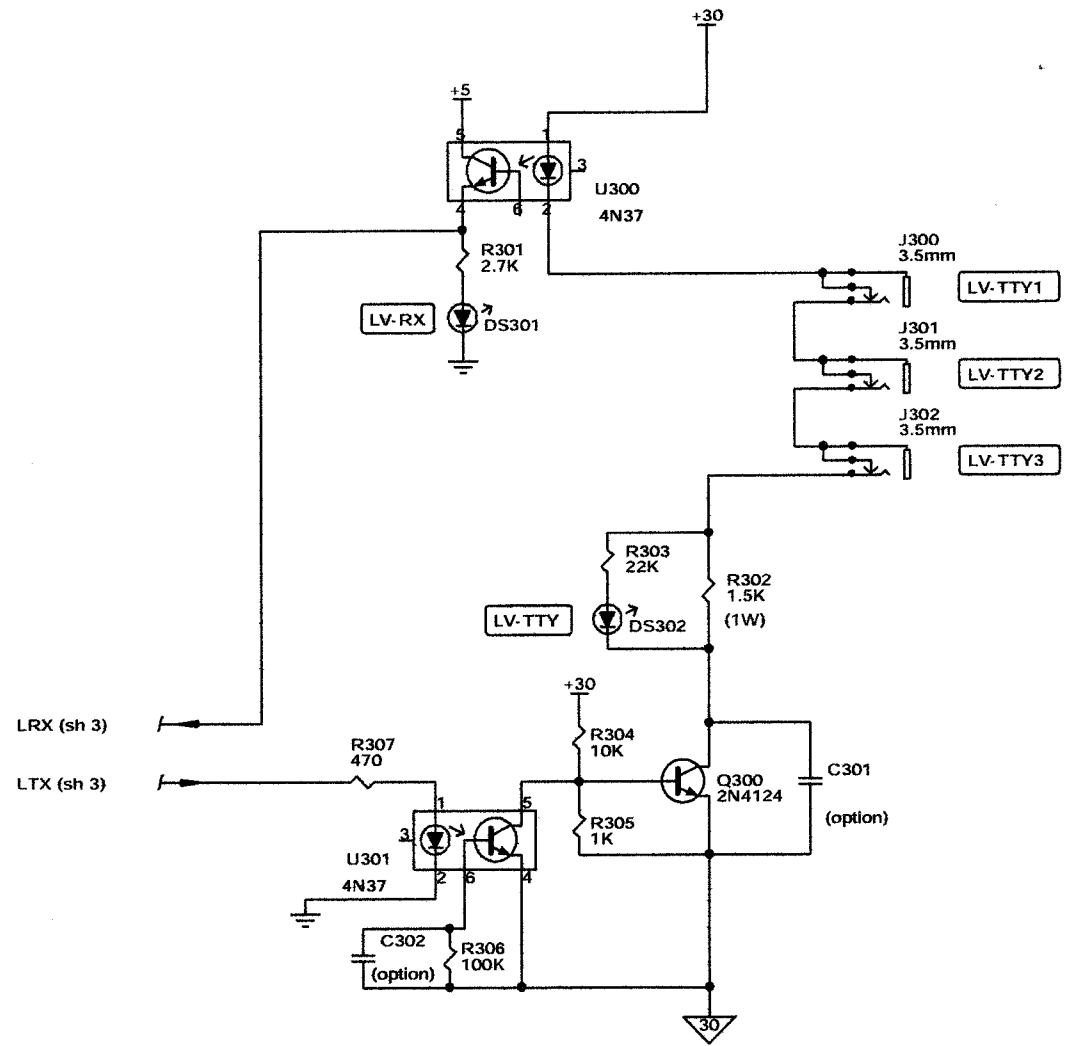 +30
+5
5
1
3
U300
4N37
4
6
2
R301
2.7K
LV-RX
DS301
J300
3.5mm
LV-TTY1
J301
3.5mm
LV-TTY2
J302
3.5mm
LV-TTY3
R303
22K
R302
1.5K
(1W)
LV-TTY
DS302
+30
LRX (sh 3)
R304
10K
R307
470
LTX (sh 3)
Q300
2N4124
C301
(option)
1
5
3
R305
1K
U301
4N37
2
6
4
C302
(option)
R306
100K
30